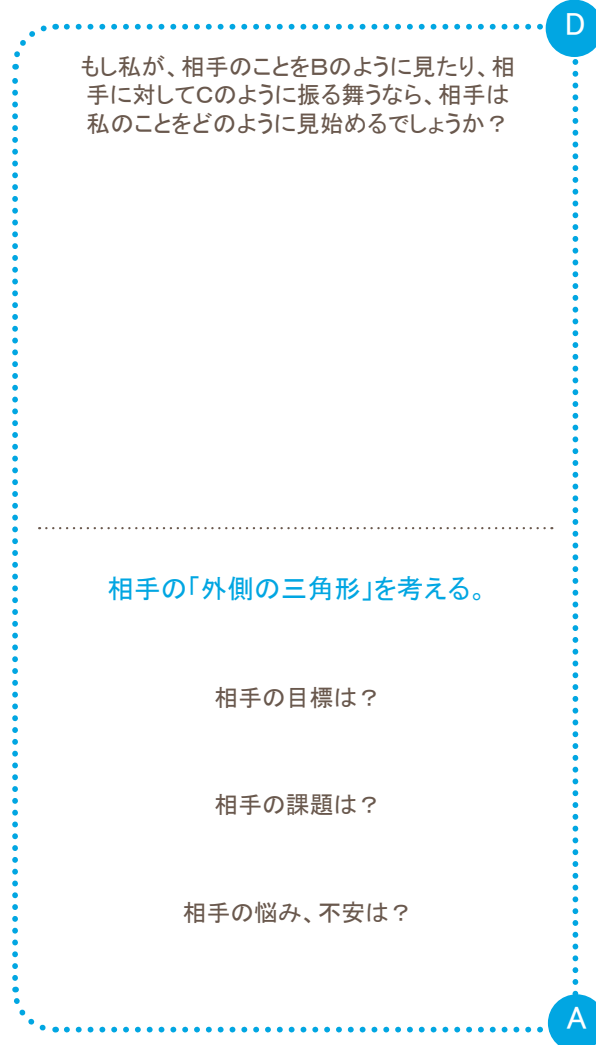 D
もし私が、相手のことをBのように見たり、相
手に対してCのように振る舞うなら、相手は
私のことをどのように見始めるでしょうか？
相手の「外側の三角形」を考える。
相手の目標は？
相手の課題は？
相手の悩み、不安は？
A